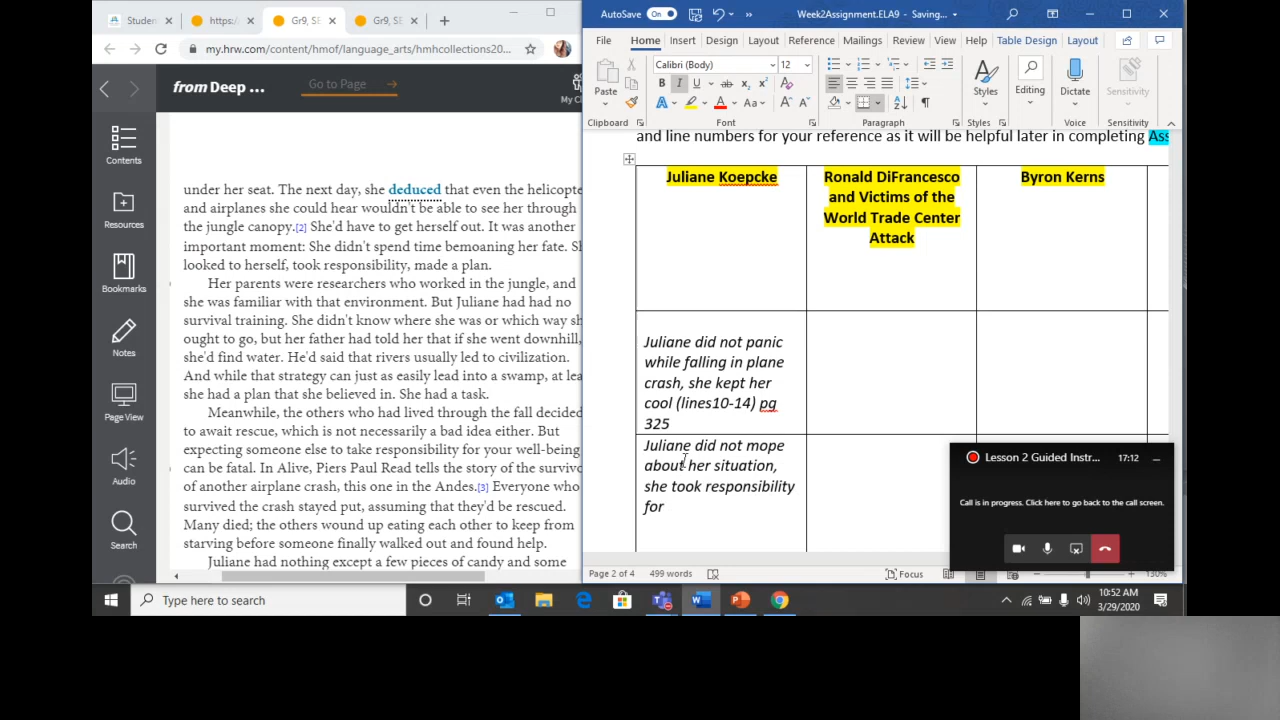 Studen
https:/
Gr9, SE
Gr9, SE
my.hrw.com/content/hmof/language_arts/hmhcollections20...
from Deep ...
Go to Page
My Cl
Contents
Resources
Bookmarks
Notes
Page View
Audio
Search
under her seat. The next day, she deduced that even the helicopte
and airplanes she could hear wouldn't be able to see her through
the jungle canopy.[2] She'd have to get herself out. It was another
important moment: She didn't spend time bemoaning her fate. Sh
looked to herself, took responsibility, made a plan.
Her parents were researchers who worked in the jungle, and
she was familiar with that environment. But Juliane had had no
survival training. She didn't know where she was or which way sh
ought to go, but her father had told her that if she went downhill,
she'd find water. He'd said that rivers usually led to civilization.
And while that strategy can just as easily lead into a swamp, at lea
she had a plan that she believed in. She had a task.
Meanwhile, the others who had lived through the fall decided
to await rescue, which is not necessarily a bad idea either. But
expecting someone else to take responsibility for your well-being
can be fatal. In Alive, Piers Paul Read tells the story of the survivo
of another airplane crash, this one in the Andes.[3] Everyone who
survived the crash stayed put, assuming that they'd be rescued.
Many died; the others wound up eating each other to keep from
starving before someone finally walked out and found help.
Juliane had nothing except a few pieces of candy and some
AutoSave On Week2Assignment.ELA9 - Saving...
File Home Insert Design Layout Reference Mailings Review View Help Table Design Layout
Calibri (Body) 12
Paste
Styles
Editing
Dictate
Sensitivity
Clipboard Font Paragraph Styles Voice Sensitivity
and line numbers for your reference as it will be helpful later in completing Ass
Juliane Koepcke
Ronald DiFrancesco
and Victims of the
World Trade Center
Attack
Byron Kerns
Juliane did not panic
while falling in plane
crash, she kept her
cool (lines10-14) pg
325
Juliane did not mope
about her situation,
she took responsibility
for
Lesson 2 Guided Instr... 17:12
Call is in progress. Click here to go back to the call screen.
Page 2 of 4 499 words Focus 130%
Type here to search
10:52 AM
3/29/2020